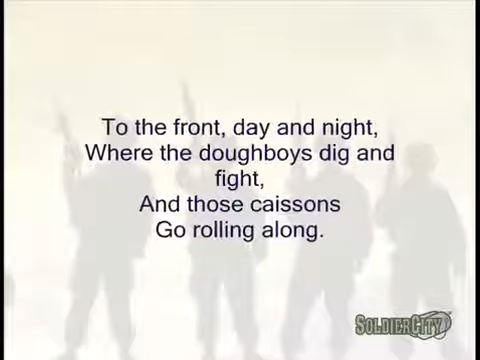 To the front, day and night,
Where the doughboys dig and
fight,
And those caissons
Go rolling along.
SOLDIERCITY